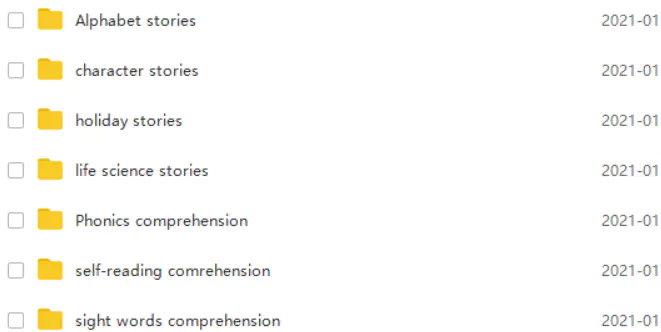 Alphabet stories 2021-01
character stories 2021-01
holiday stories 2021-01
life science stories 2021-01
Phonics comprehension 2021-01
self-reading comrehension 2021-01
sight words comprehension 2021-01